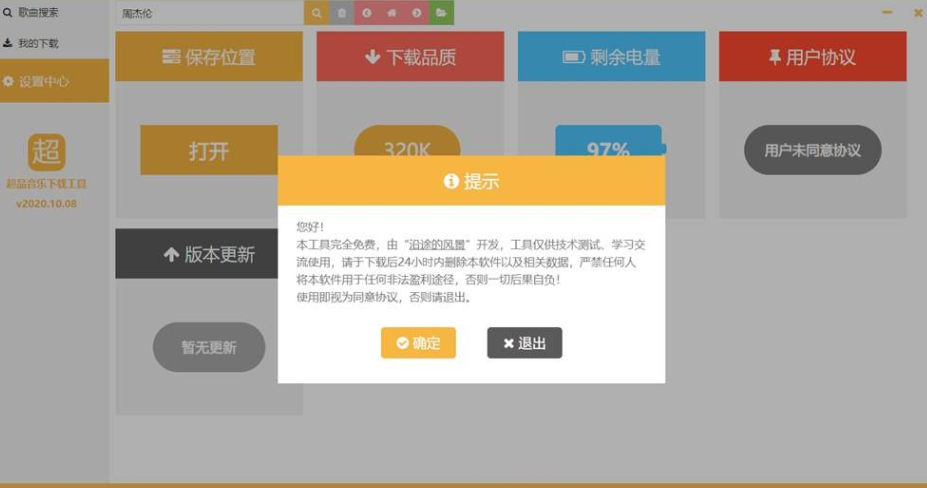 歌曲搜索
周杰伦
我的下载
设置中心
超
超品音乐下载工具
v2020.10.08
保存位置
打开
下载品质
320K
剩余电量
97%
用户协议
用户未同意协议
版本更新
暂无更新
提示
您好！
本工具完全免费，由“沿途的风景”开发，工具仅供技术测试、学习交
流使用，请于下载后24小时内删除本软件以及相关数据，严禁任何人
将本软件用于任何非法盈利途径，否则一切后果自负！
使用即视为同意协议，否则请退出。
确定
退出